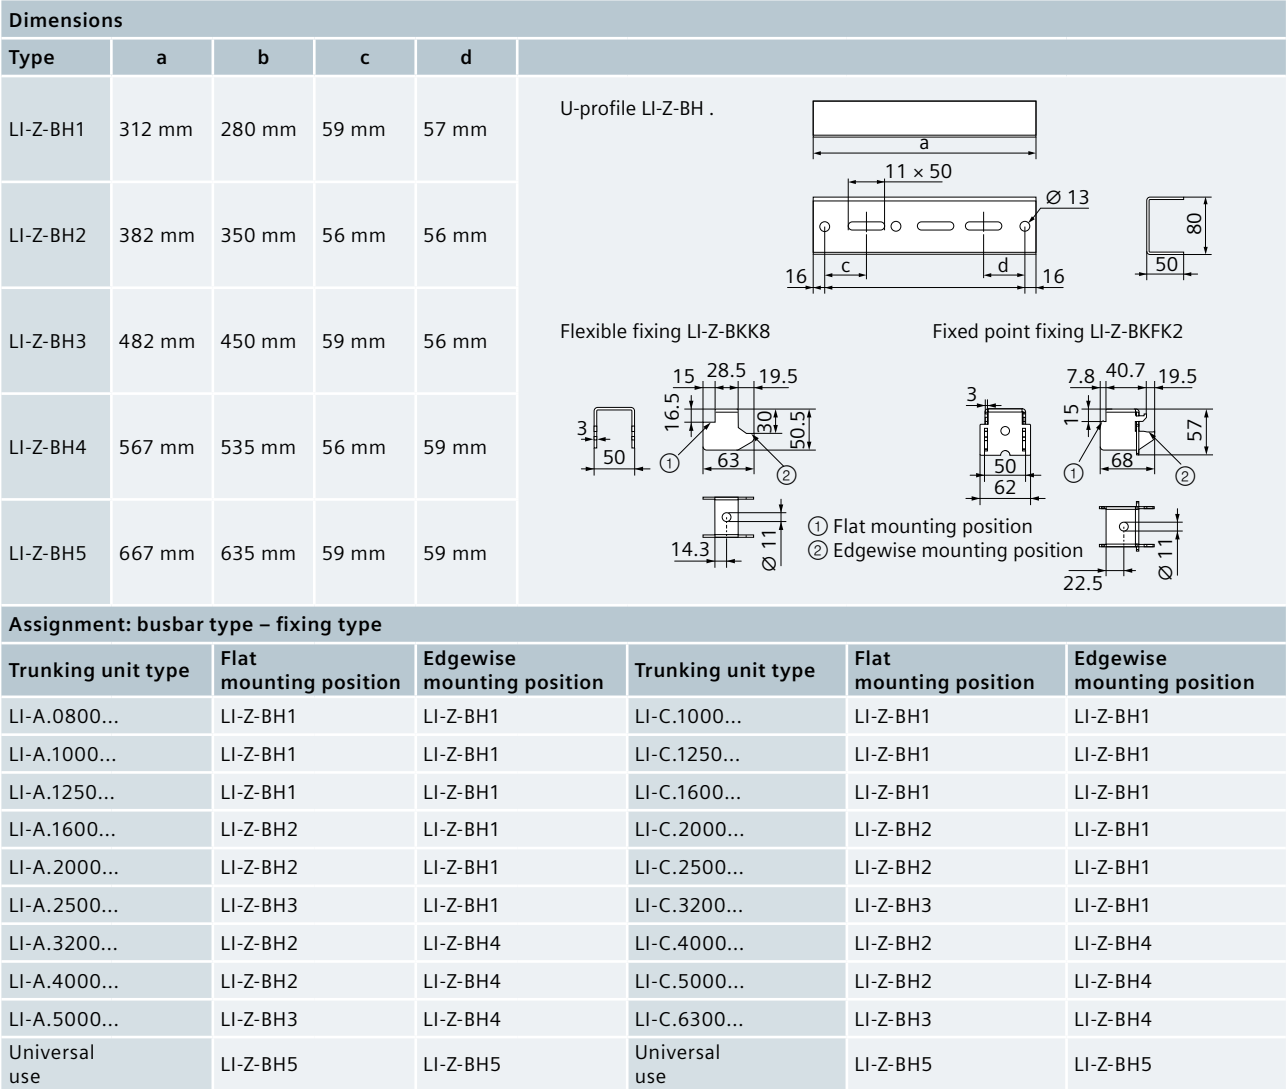 Dimensions
Type a b c d
LI-Z-BH1 312 mm 280 mm 59 mm 57 mm
LI-Z-BH2 382 mm 350 mm 56 mm 56 mm
LI-Z-BH3 482 mm 450 mm 59 mm 56 mm
LI-Z-BH4 567 mm 535 mm 56 mm 59 mm
LI-Z-BH5 667 mm 635 mm 59 mm 59 mm
U-profile LI-Z-BH .
a
11 × 50
Ø 13
c d
16 16
80
50
Flexible fixing LI-Z-BKK8
15 28.5 19.5
16.5
30
50.5
3
50
63
①
②
14.3
Ø 11
Fixed point fixing LI-Z-BKFK2
7.8 40.7 19.5
3
15
57
50
62
68
①
②
22.5
Ø 11
① Flat mounting position
② Edgewise mounting position
Assignment: busbar type – fixing type
Trunking unit type Flat mounting position Edgewise mounting position Trunking unit type Flat mounting position Edgewise mounting position
LI-A.0800... LI-Z-BH1 LI-Z-BH1 LI-C.1000... LI-Z-BH1 LI-Z-BH1
LI-A.1000... LI-Z-BH1 LI-Z-BH1 LI-C.1250... LI-Z-BH1 LI-Z-BH1
LI-A.1250... LI-Z-BH1 LI-Z-BH1 LI-C.1600... LI-Z-BH1 LI-Z-BH1
LI-A.1600... LI-Z-BH2 LI-Z-BH1 LI-C.2000... LI-Z-BH2 LI-Z-BH1
LI-A.2000... LI-Z-BH2 LI-Z-BH1 LI-C.2500... LI-Z-BH2 LI-Z-BH1
LI-A.2500... LI-Z-BH3 LI-Z-BH1 LI-C.3200... LI-Z-BH3 LI-Z-BH1
LI-A.3200... LI-Z-BH2 LI-Z-BH4 LI-C.4000... LI-Z-BH2 LI-Z-BH4
LI-A.4000... LI-Z-BH2 LI-Z-BH4 LI-C.5000... LI-Z-BH2 LI-Z-BH4
LI-A.5000... LI-Z-BH3 LI-Z-BH4 LI-C.6300... LI-Z-BH3 LI-Z-BH4
Universal use LI-Z-BH5 LI-Z-BH5 Universal use LI-Z-BH5 LI-Z-BH5